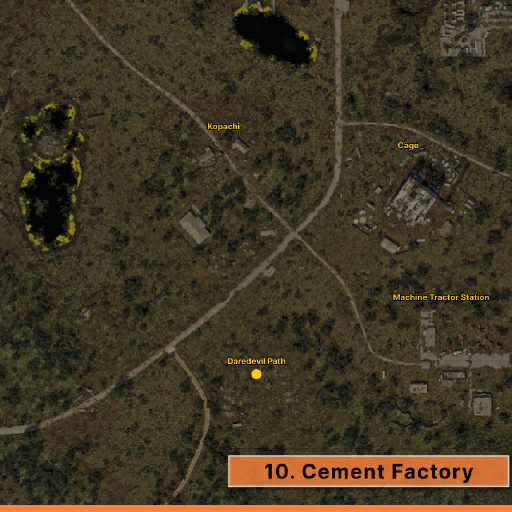 Kopachi
Cage
Machine Tractor Station
Daredevil Path
10. Cement Factory